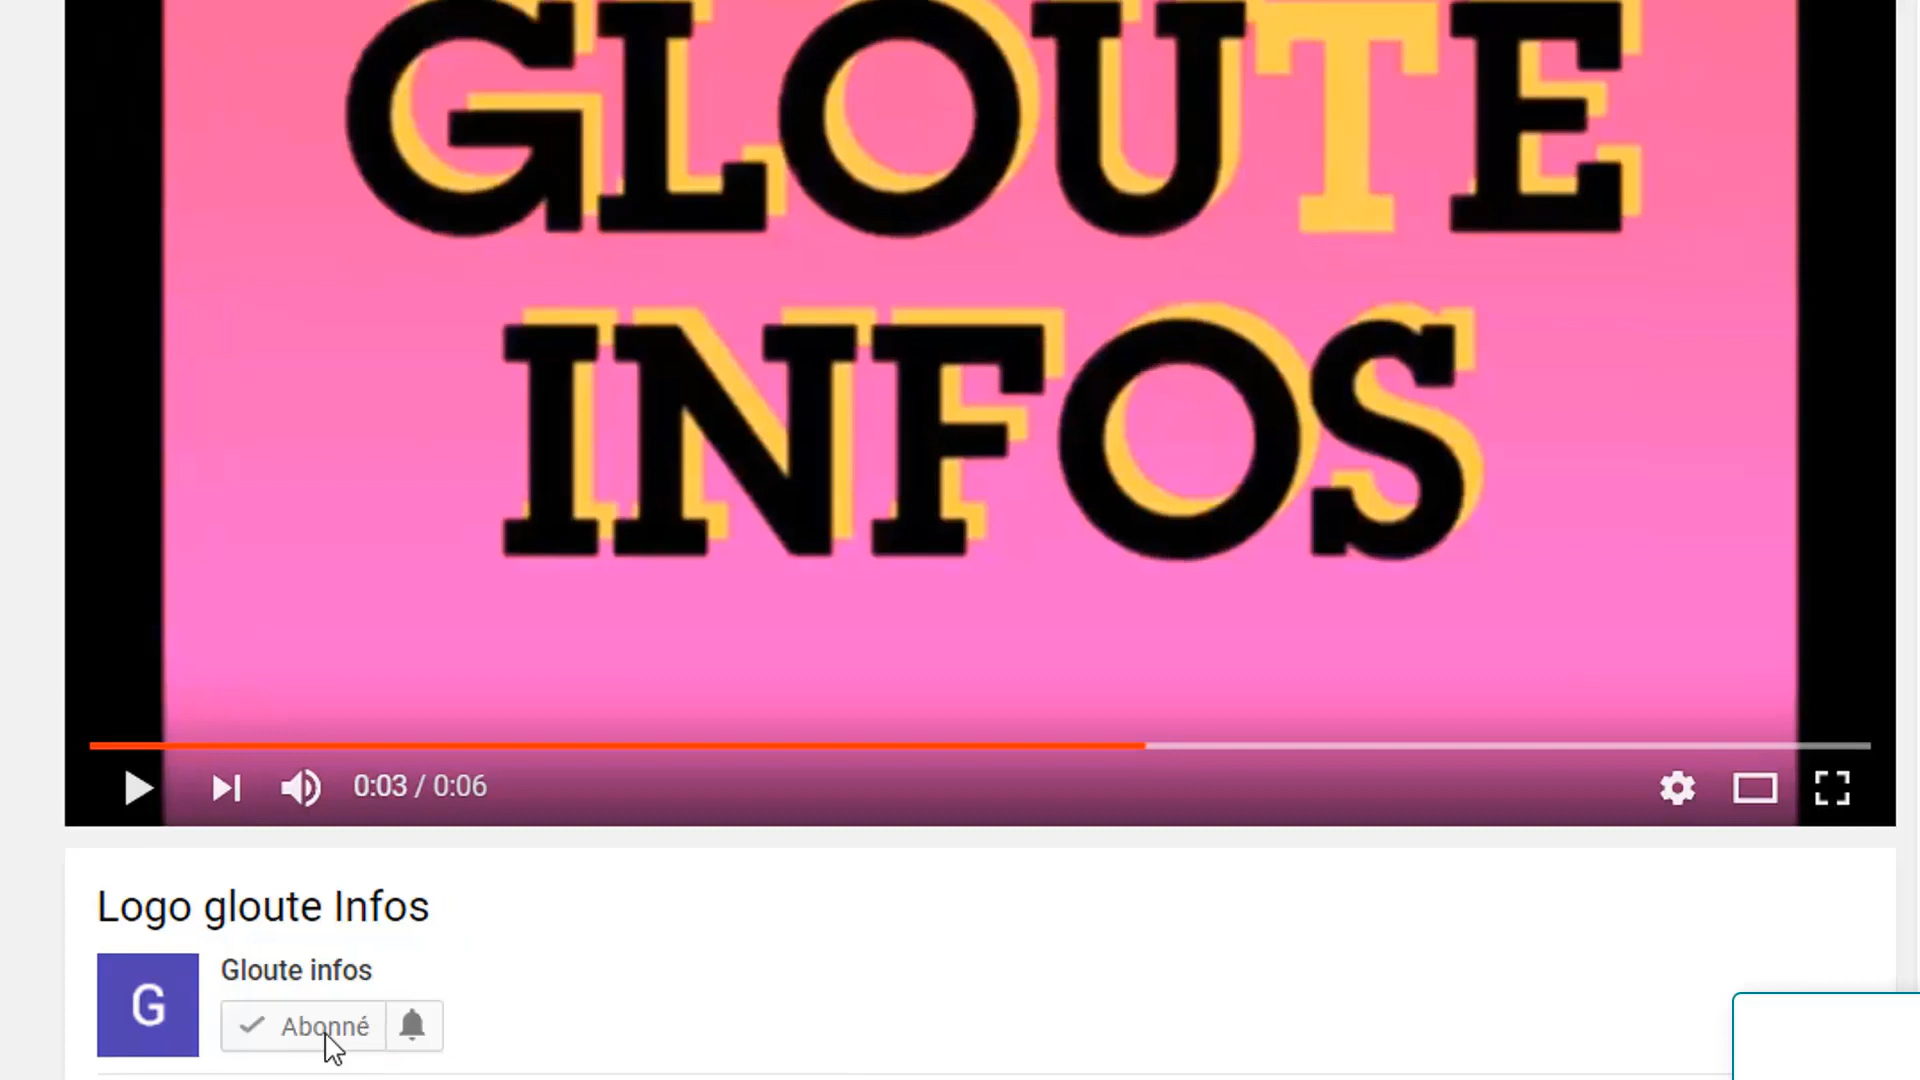 GLOUTE
INFOS
0:03 / 0:06
Logo gloute Infos
G
Gloute infos
Abonné